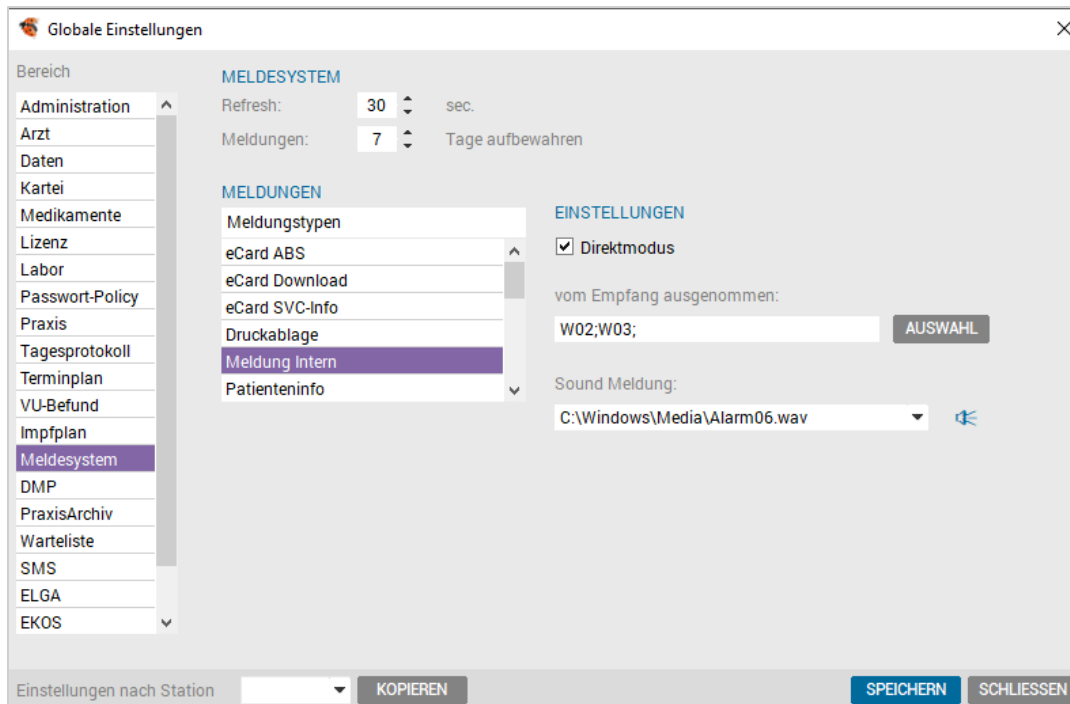 Globale Einstellungen
Bereich
Administration
Arzt
Daten
Kartei
Medikamente
Lizenz
Labor
Passwort-Policy
Praxis
Tagesprotokoll
Terminplan
VU-Befund
Impfplan
Meldesystem
DMP
PraxisArchiv
Warteliste
SMS
ELGA
EKOS
MELDESYSTEM
Refresh: 30 sec.
Meldungen: 7 Tage aufbewahren
MELDUNGEN
Meldungstypen
eCard ABS
eCard Download
eCard SVC-Info
Druckablage
Meldung Intern
Patienteninfo
EINSTELLUNGEN
Direktmodus
vom Empfang ausgenommen:
W02;W03; AUSWAHL
Sound Meldung:
C:\Windows\Media\Alarm06.wav
Einstellungen nach Station KOPIEREN SPEICHERN SCHLIESSEN